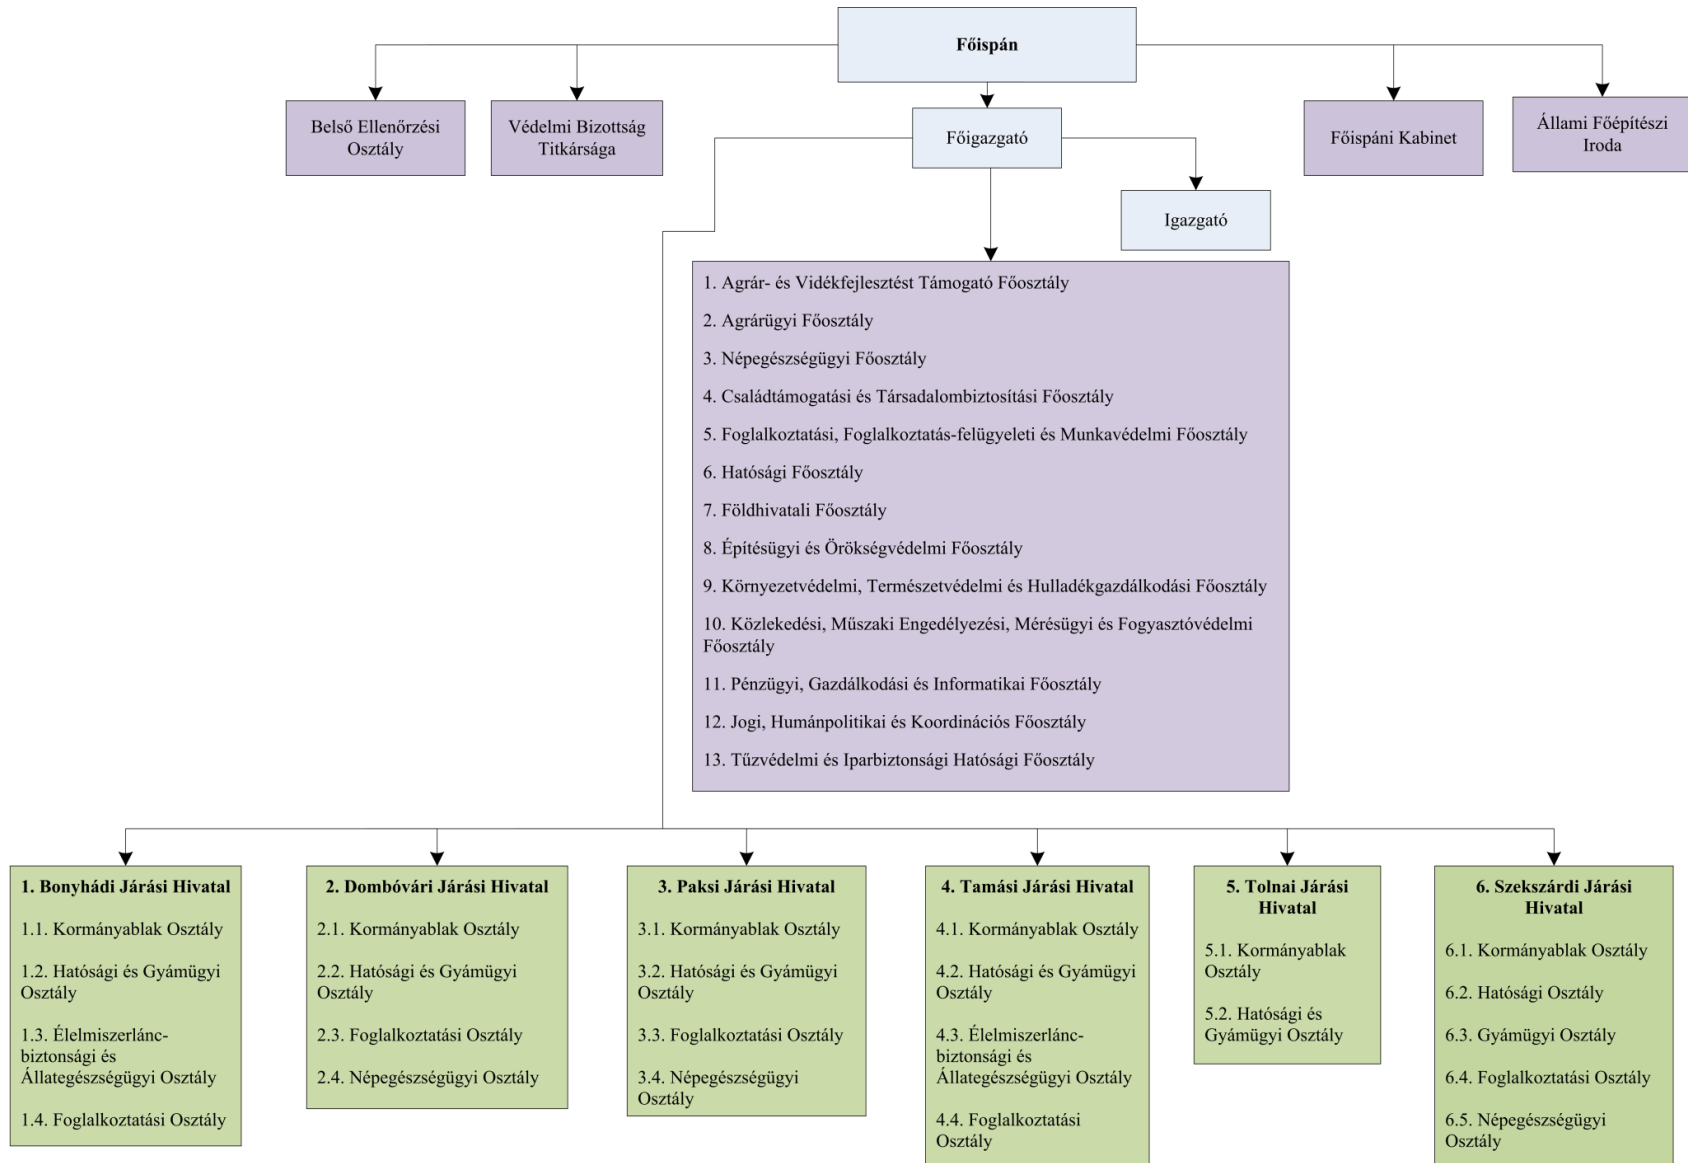 Főispán
Belső Ellenőrzési
Osztály
Védelmi Bizottság
Titkársága
Főigazgató
Főispáni Kabinet
Állami Főépítészi
Iroda
Igazgató
1. Agrár- és Vidékfejlesztést Támogató Főosztály
2. Agrárügyi Főosztály
3. Népegészségügyi Főosztály
4. Családtámogatási és Társadalombiztosítási Főosztály
5. Foglalkoztatási, Foglalkoztatás-felügyeleti és Munkavédelmi Főosztály
6. Hatósági Főosztály
7. Földhivatali Főosztály
8. Építésügyi és Örökségvédelmi Főosztály
9. Környezetvédelmi, Természetvédelmi és Hulladékgazdálkodási Főosztály
10. Közlekedési, Műszaki Engedélyezési, Mérésügyi és Fogyasztóvédelmi
Főosztály
11. Pénzügyi, Gazdálkodási és Informatikai Főosztály
12. Jogi, Humánpolitikai és Koordinációs Főosztály
13. Tűzvédelmi és Iparbiztonsági Hatósági Főosztály
1. Bonyhádi Járási Hivatal
1.1. Kormányablak Osztály
1.2. Hatósági és Gyámügyi
Osztály
1.3. Élelmiszerlánc-
biztonsági és
Állategészségügyi Osztály
1.4. Foglalkoztatási Osztály
2. Dombóvári Járási Hivatal
2.1. Kormányablak Osztály
2.2. Hatósági és Gyámügyi
Osztály
2.3. Foglalkoztatási Osztály
2.4. Népegészségügyi Osztály
3. Paksi Járási Hivatal
3.1. Kormányablak Osztály
3.2. Hatósági és Gyámügyi
Osztály
3.3. Foglalkoztatási Osztály
3.4. Népegészségügyi
Osztály
4. Tamási Járási Hivatal
4.1. Kormányablak Osztály
4.2. Hatósági és Gyámügyi
Osztály
4.3. Élelmiszerlánc-
biztonsági és
Állategészségügyi Osztály
4.4. Foglalkoztatási
Osztály
5. Tolnai Járási
Hivatal
5.1. Kormányablak
Osztály
5.2. Hatósági és
Gyámügyi Osztály
6. Szekszárdi Járási
Hivatal
6.1. Kormányablak Osztály
6.2. Hatósági Osztály
6.3. Gyámügyi Osztály
6.4. Foglalkoztatási Osztály
6.5. Népegészségügyi
Osztály